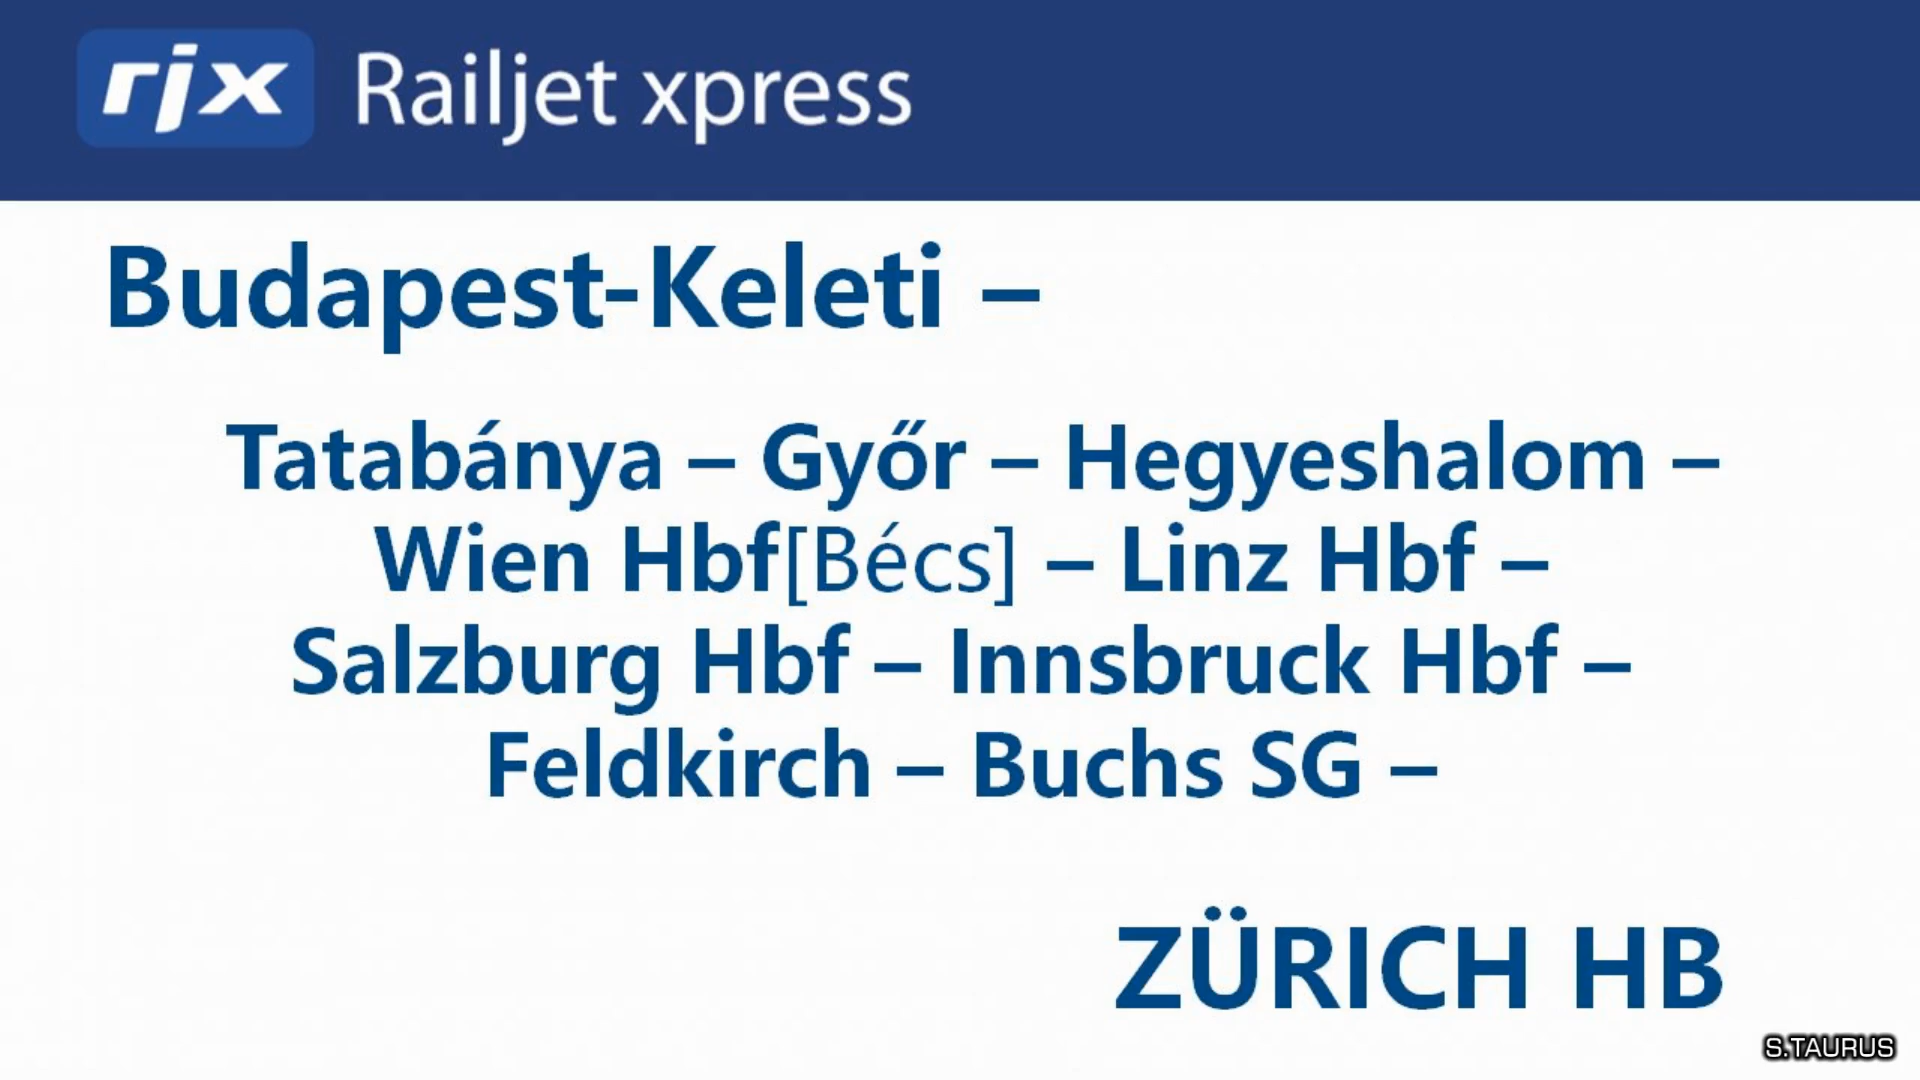 rjx Railjet xpress
Budapest-Keleti –
Tatabánya – Győr – Hegyeshalom –
Wien Hbf[Bécs] – Linz Hbf –
Salzburg Hbf – Innsbruck Hbf –
Feldkirch – Buchs SG –
ZÜRICH HB
S.TAURUS